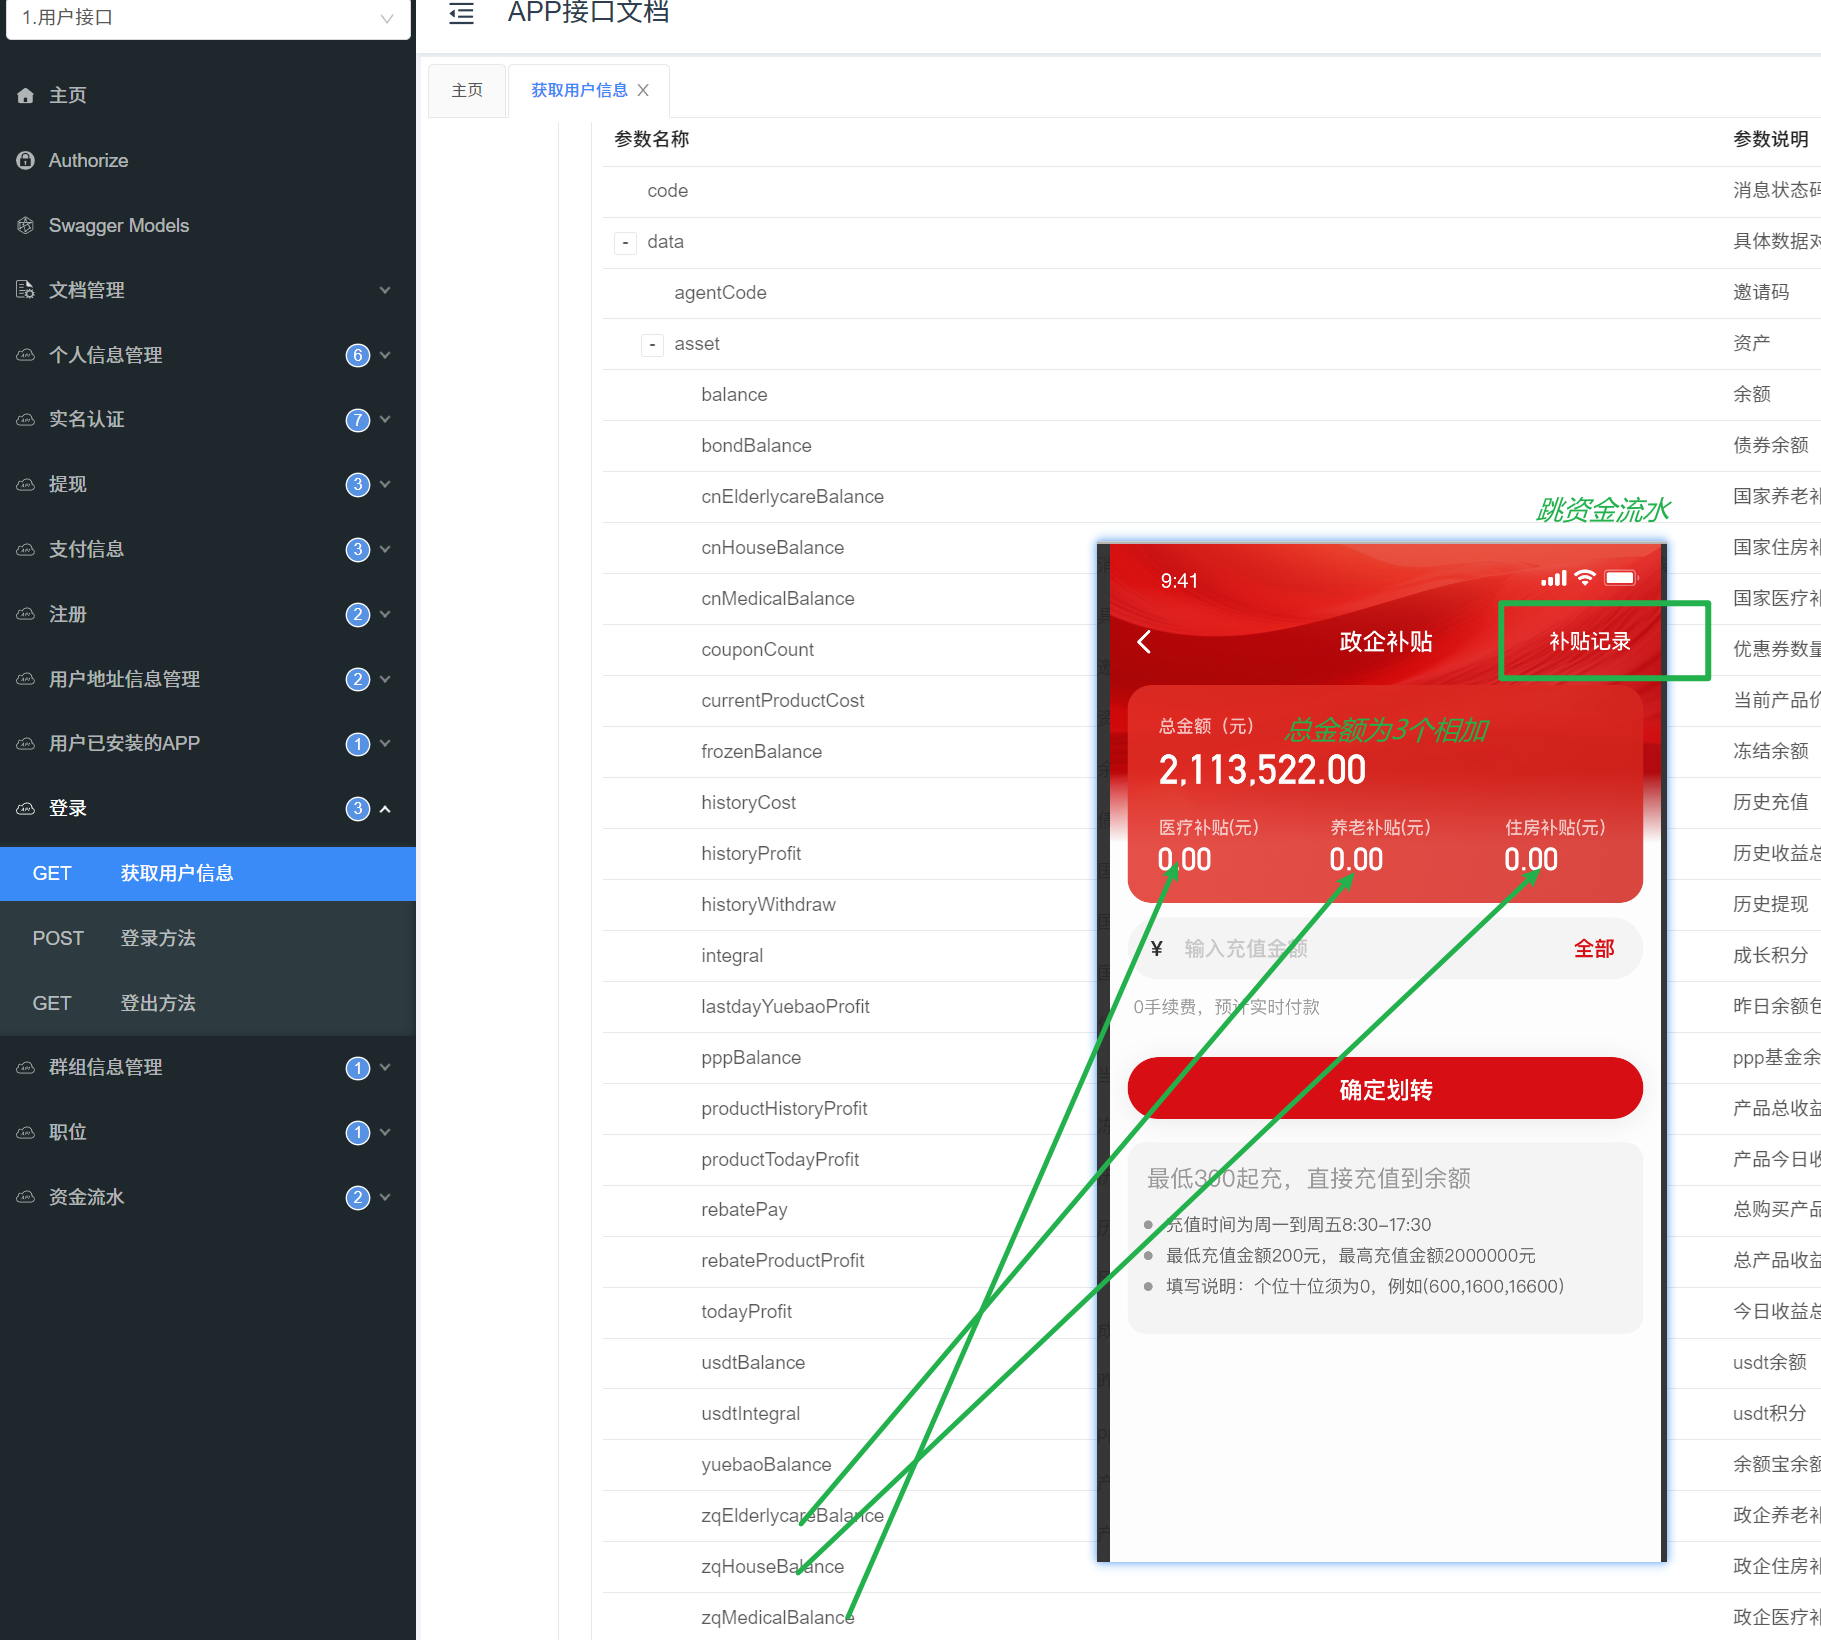 1.用户接口
APP接口文档
主页
Authorize
Swagger Models
文档管理
个人信息管理 6
实名认证 7
提现 3
支付信息 3
注册 2
用户地址信息管理 2
用户已安装的APP 1
登录 3
GET 获取用户信息
POST 登录方法
GET 登出方法
群组信息管理 1
职位 1
资金流水 2
主页 获取用户信息 X
参数名称 参数说明
code 消息状态码
- data 具体数据对
agentCode 邀请码
- asset 资产
balance 余额
bondBalance 债券余额
cnElderlycareBalance 国家养老补
cnHouseBalance 国家住房补
cnMedicalBalance 国家医疗补
couponCount 优惠券数量
currentProductCost 当前产品价
frozenBalance 冻结余额
historyCost 历史充值
historyProfit 历史收益总
historyWithdraw 历史提现
integral 成长积分
lastdayYuebaoProfit 昨日余额包
pppBalance ppp基金余
productHistoryProfit 产品总收益
productTodayProfit 产品今日收
rebatePay 总购买产品
rebateProductProfit 总产品收益
todayProfit 今日收益总
usdtBalance usdt余额
usdtIntegral usdt积分
yuebaoBalance 余额宝余额
zqElderlycareBalance 政企养老补
zqHouseBalance 政企住房补
zqMedicalBalance 政企医疗补
跳资金流水
9:41
政企补贴 补贴记录
总金额（元） 总金额为3个相加
2,113,522.00
医疗补贴(元) 养老补贴(元) 住房补贴(元)
0.00 0.00 0.00
¥ 输入充值金额 全部
0手续费，预计实时付款
确定划转
最低300起充，直接充值到余额
充值时间为周一到周五8:30-17:30
最低充值金额200元，最高充值金额2000000元
填写说明：个位十位须为0，例如(600,1600,16600)